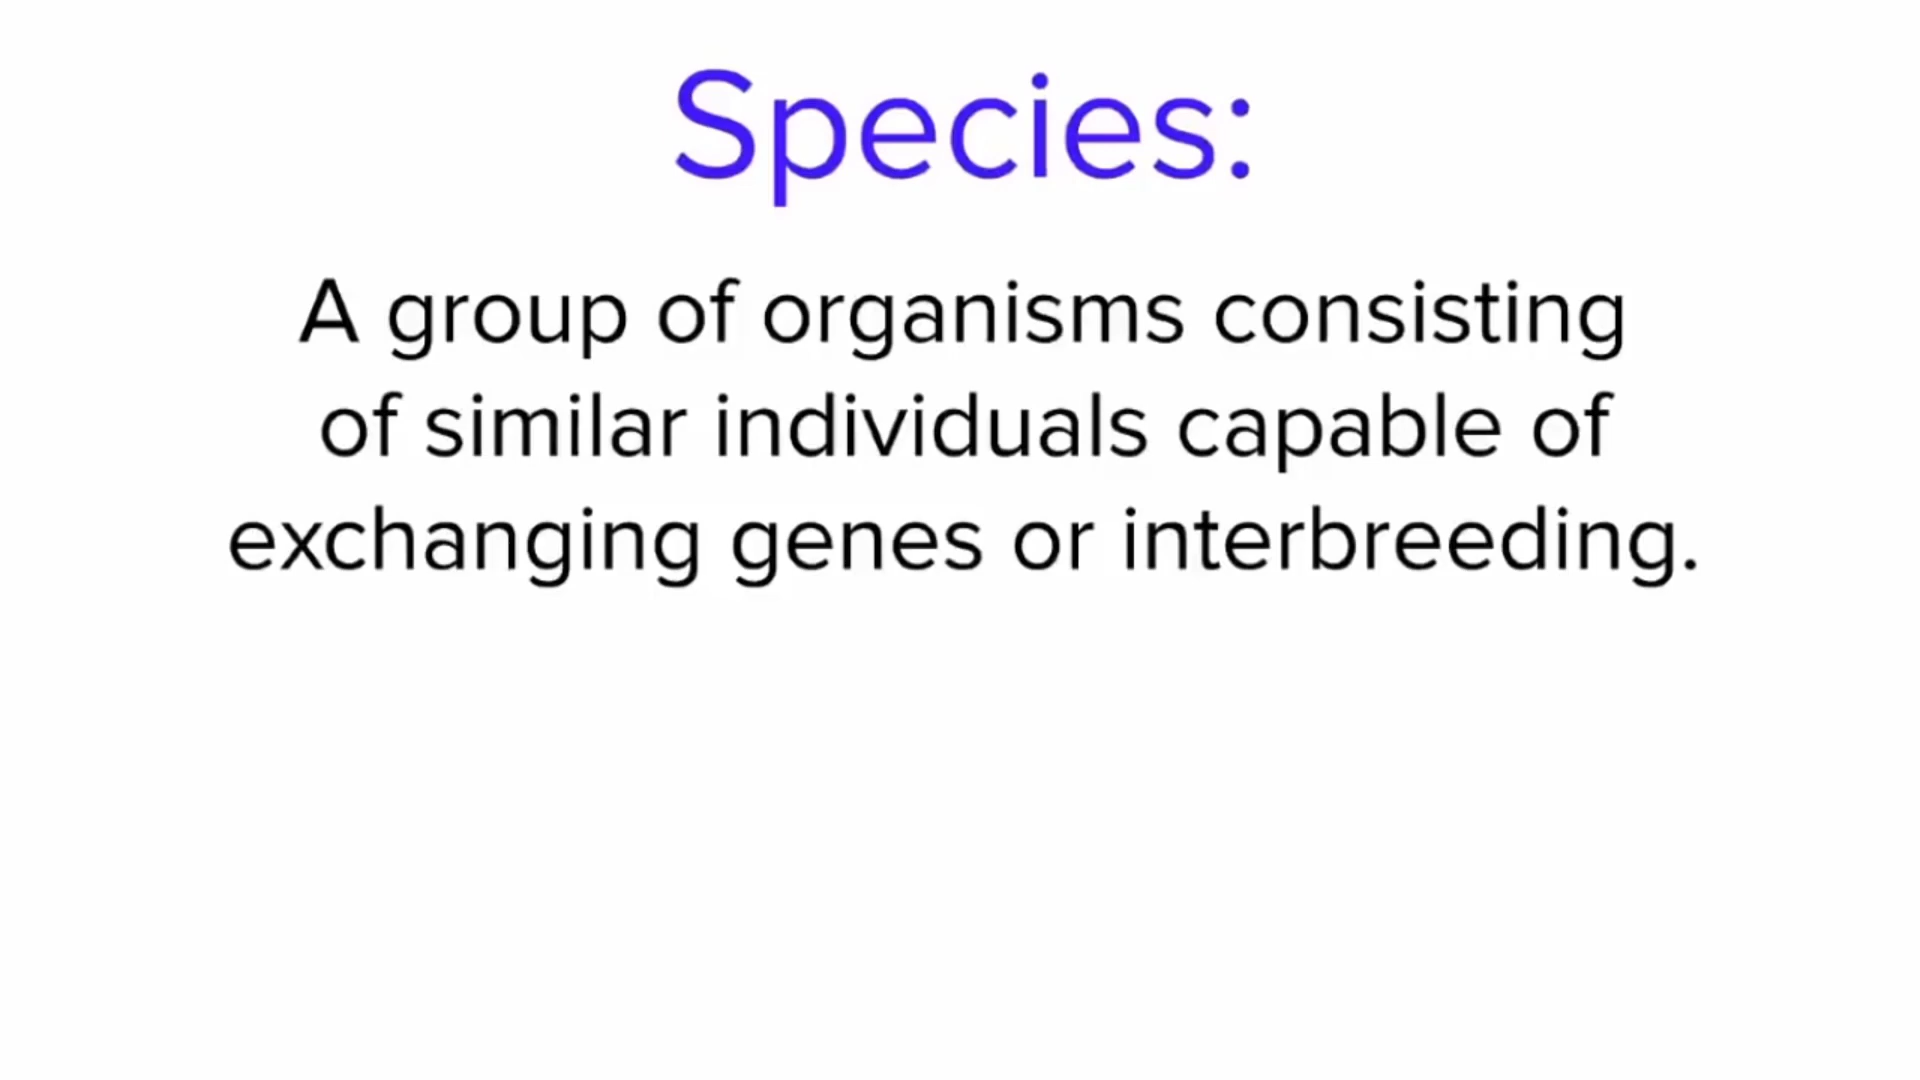 Species:
A group of organisms consisting
of similar individuals capable of
exchanging genes or interbreeding.